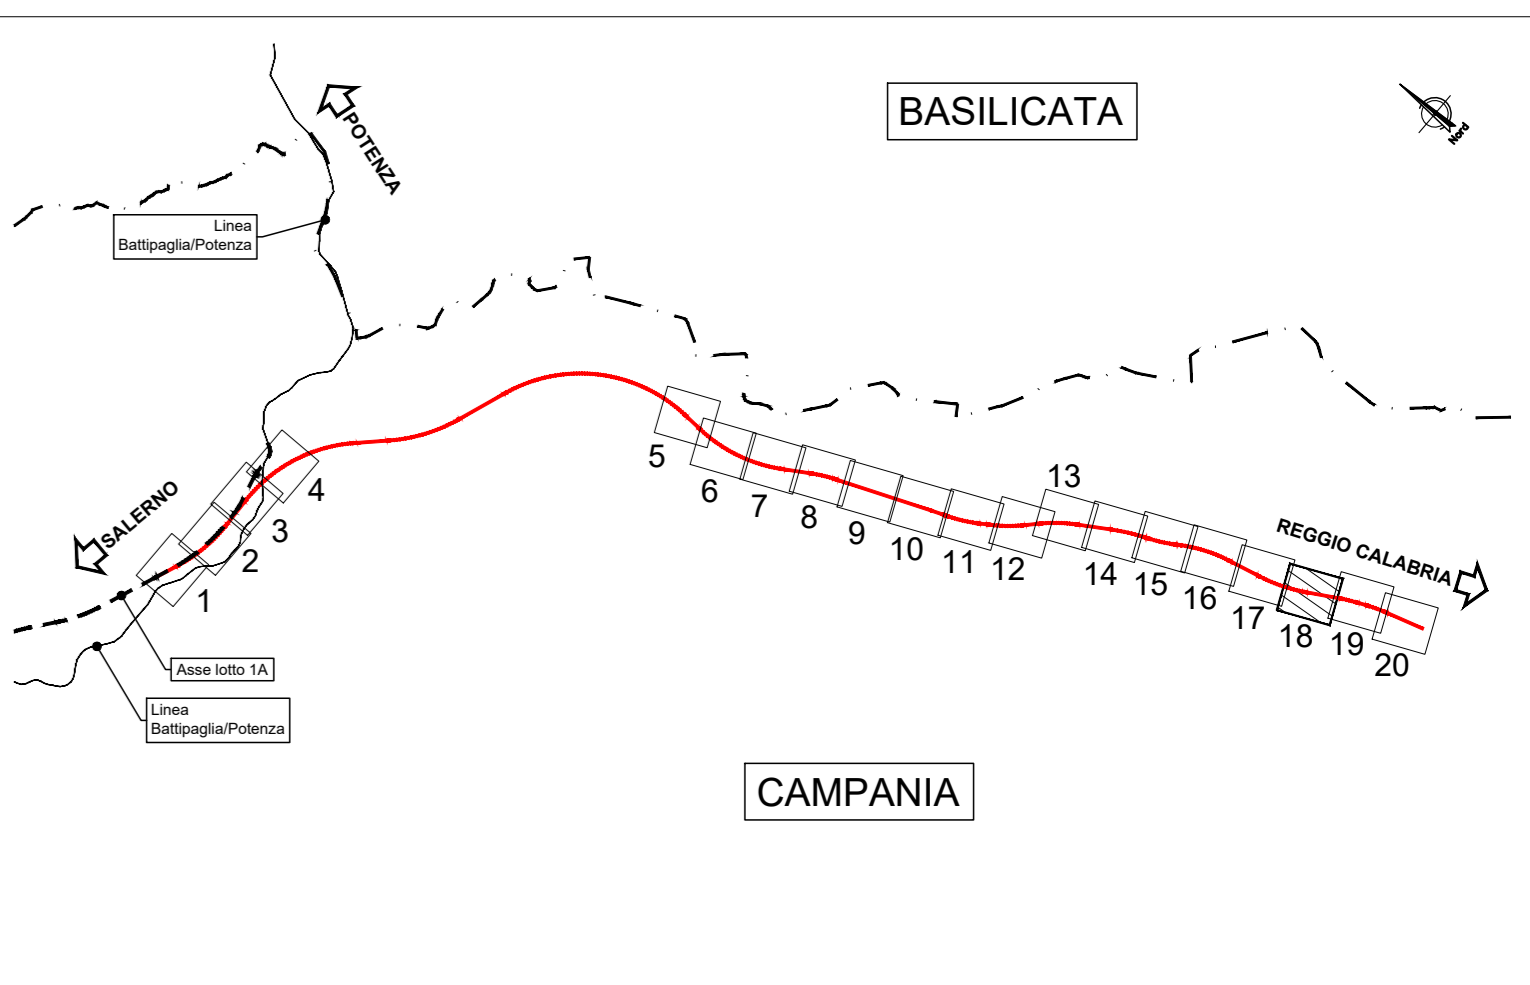 BASILICATA
Nord
POTENZA
Linea
Battipaglia/Potenza
SALERNO
1
2
3
4
5
6
7
8
9
10
11
12
13
14
15
16
17
18
19
20
REGGIO CALABRIA
Asse lotto 1A
Linea
Battipaglia/Potenza
CAMPANIA